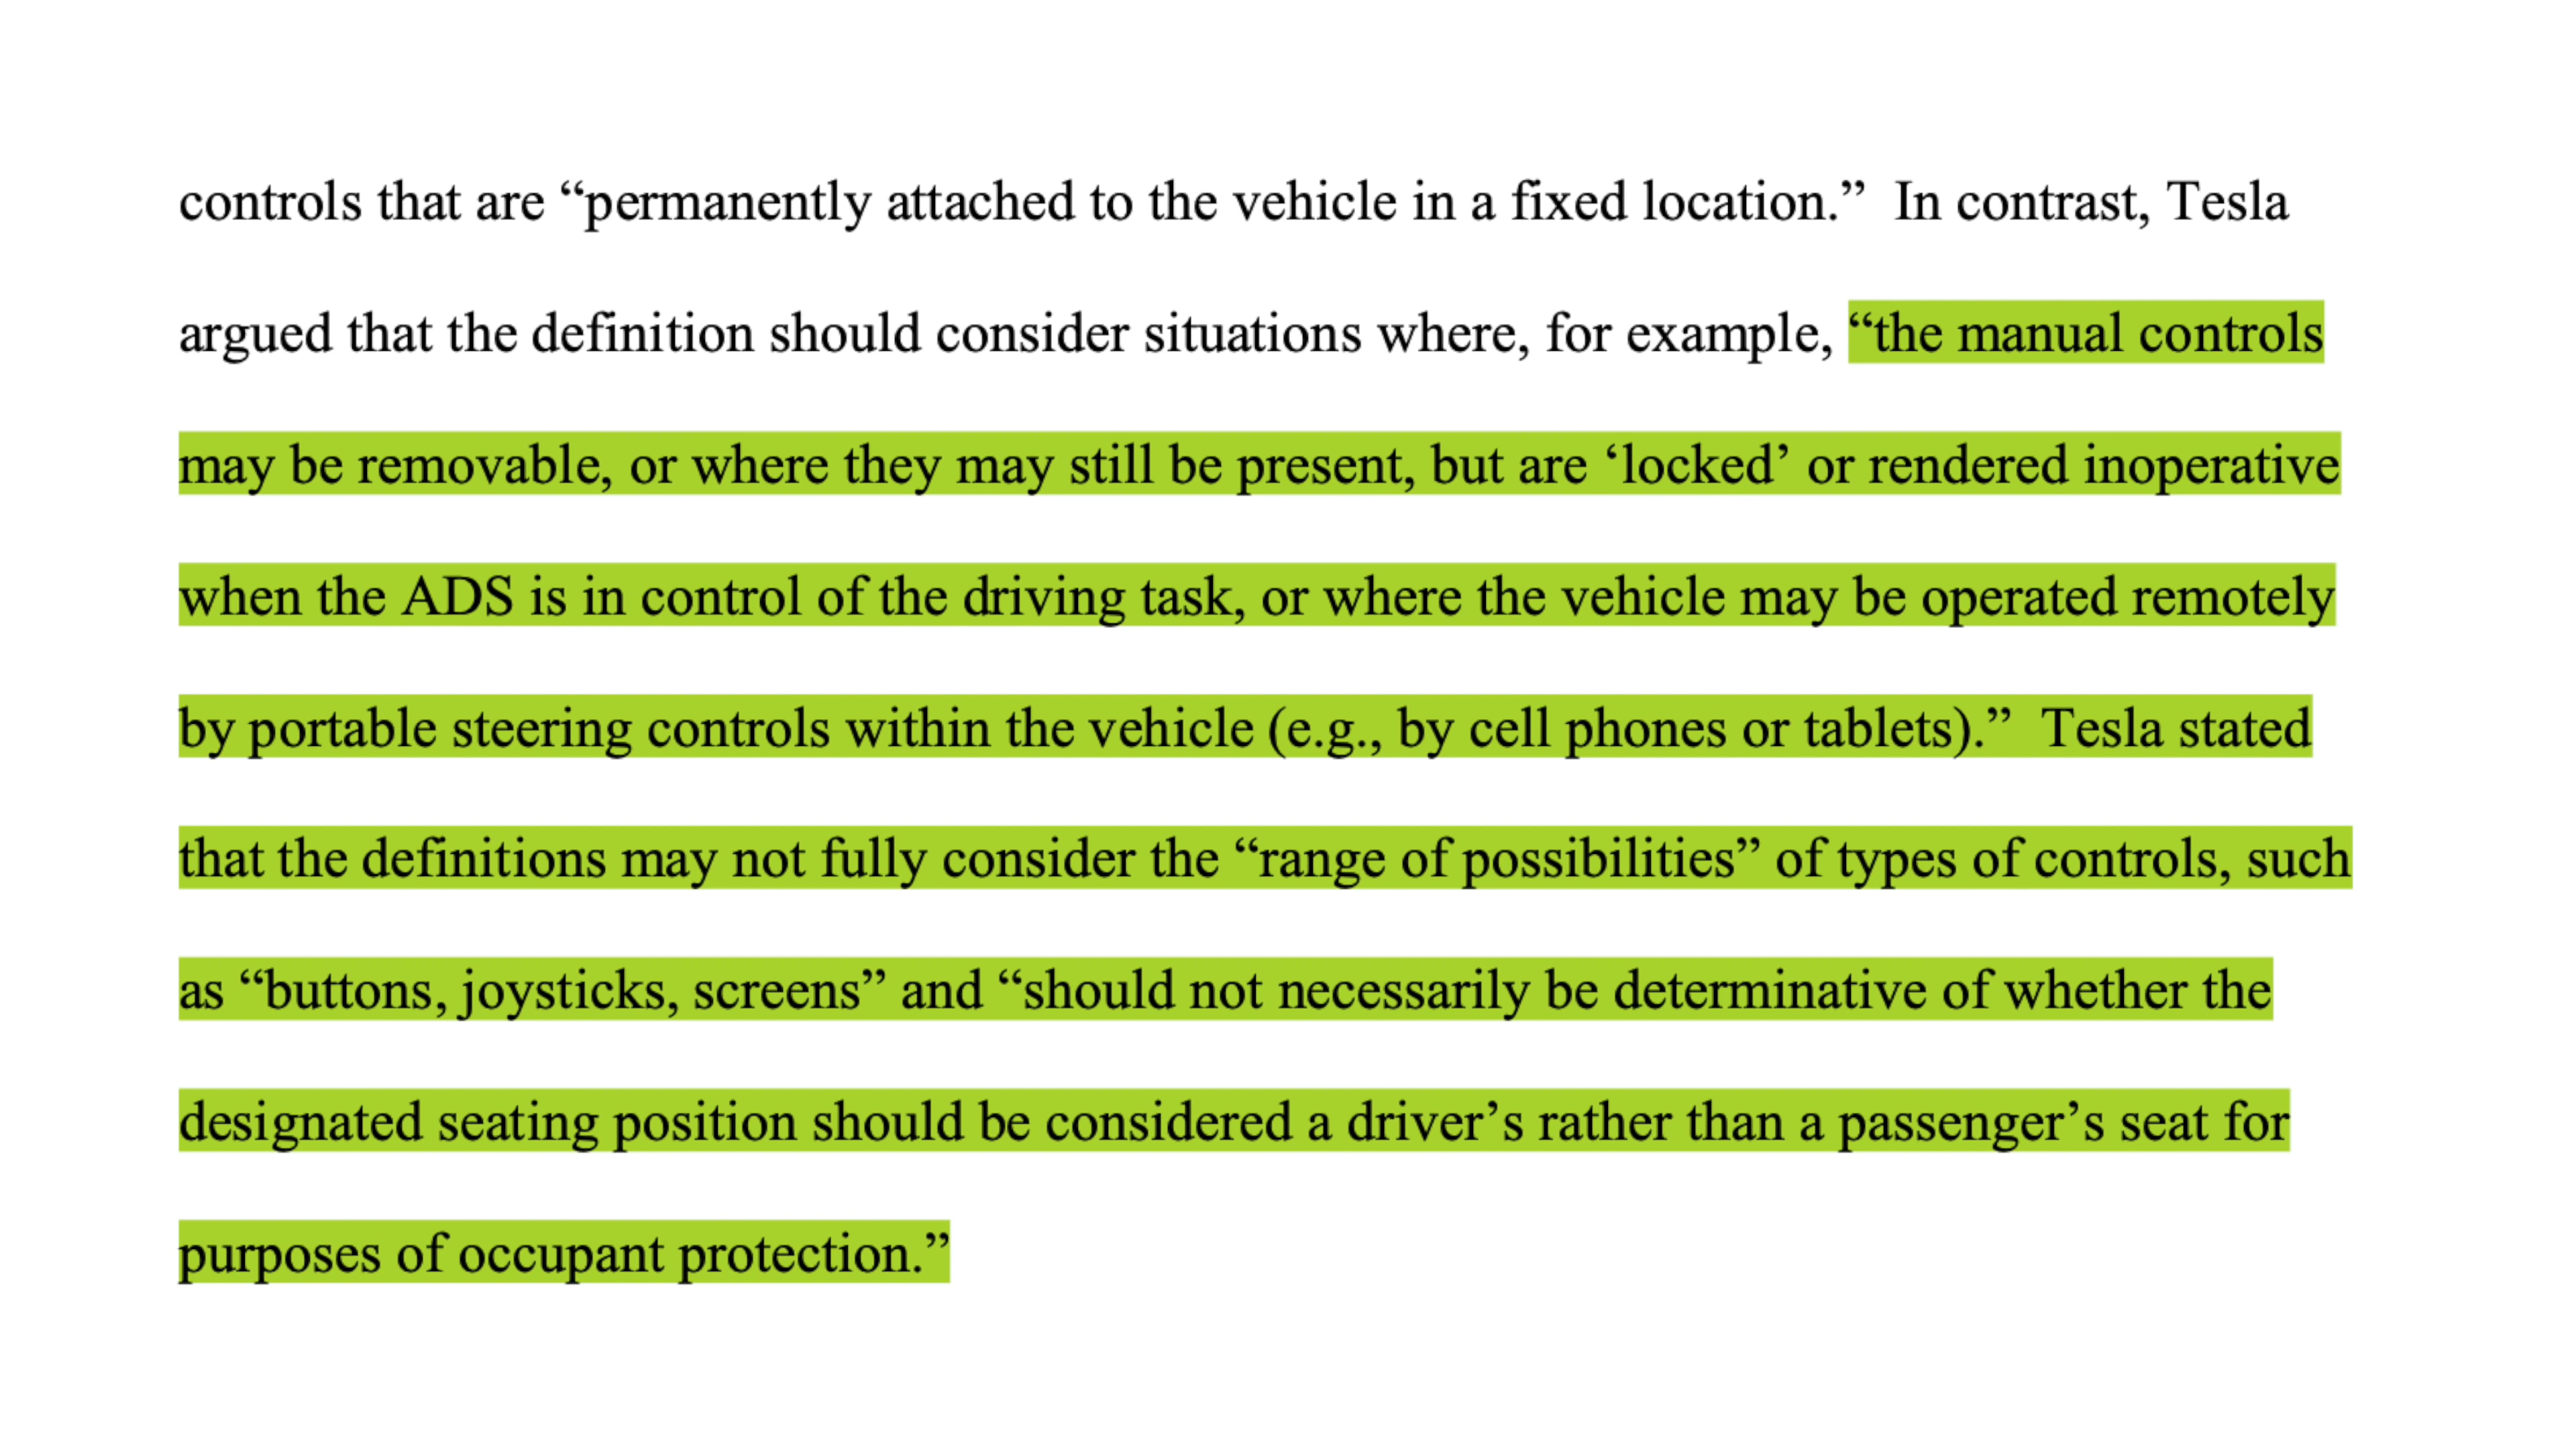 controls that are “permanently attached to the vehicle in a fixed location.”  In contrast, Tesla
argued that the definition should consider situations where, for example, “the manual controls
may be removable, or where they may still be present, but are ‘locked’ or rendered inoperative
when the ADS is in control of the driving task, or where the vehicle may be operated remotely
by portable steering controls within the vehicle (e.g., by cell phones or tablets).”  Tesla stated
that the definitions may not fully consider the “range of possibilities” of types of controls, such
as “buttons, joysticks, screens” and “should not necessarily be determinative of whether the
designated seating position should be considered a driver’s rather than a passenger’s seat for
purposes of occupant protection.”